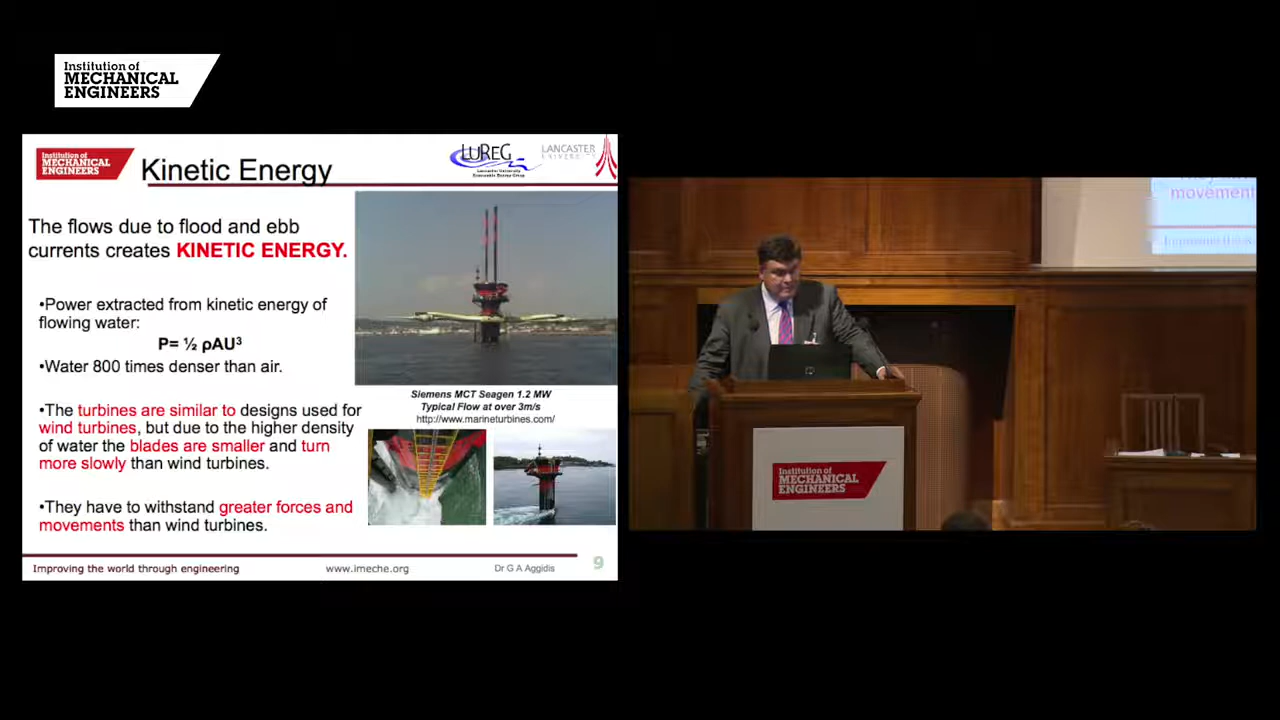 Institution of
MECHANICAL
ENGINEERS
Institution of
MECHANICAL
ENGINEERS
Kinetic Energy
LUREG
Lancaster University
Renewable Energy Group
LANCASTER
UNIVERSITY
The flows due to flood and ebb
currents creates KINETIC ENERGY.
•Power extracted from kinetic energy of
flowing water:
P= ½ ρAU³
•Water 800 times denser than air.
•The turbines are similar to designs used for
wind turbines, but due to the higher density
of water the blades are smaller and turn
more slowly than wind turbines.
•They have to withstand greater forces and
movements than wind turbines.
Siemens MCT Seagen 1.2 MW
Typical Flow at over 3m/s
http://www.marineturbines.com/
Improving the world through engineering
www.imeche.org
Dr G A Aggidis
9
movement
Institution of
MECHANICAL
ENGINEERS